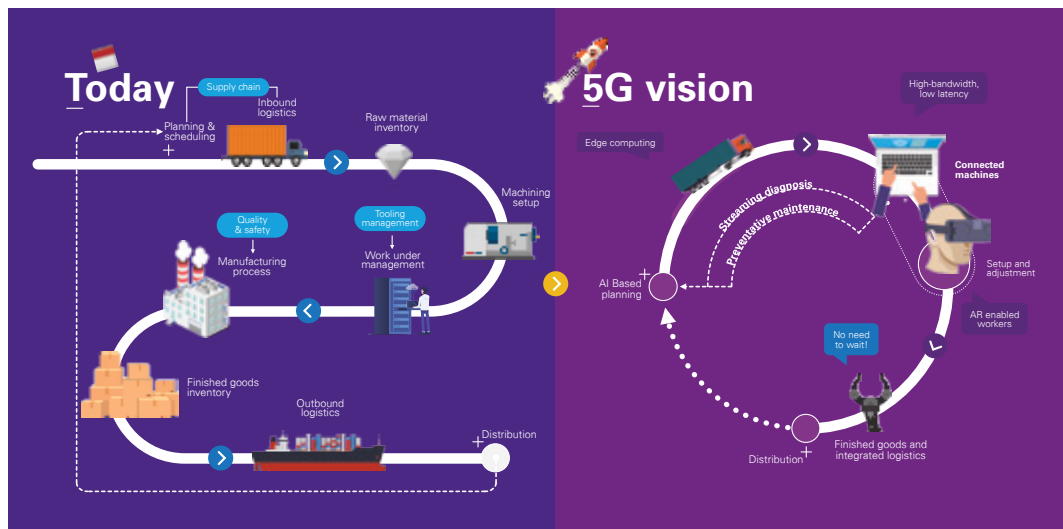 Today
Supply chain
Inbound
logistics
Planning &
scheduling
Raw material
inventory
Machining
setup
Tooling
management
Work under
management
Quality
& safety
Manufacturing
process
Finished goods
inventory
Outbound
logistics
Distribution
5G vision
High-bandwidth,
low latency
Edge computing
Connected
machines
Streaming diagnosis
Preventative maintenance
Setup and
adjustment
AI Based
planning
AR enabled
workers
No need
to wait!
Finished goods and
integrated logistics
Distribution